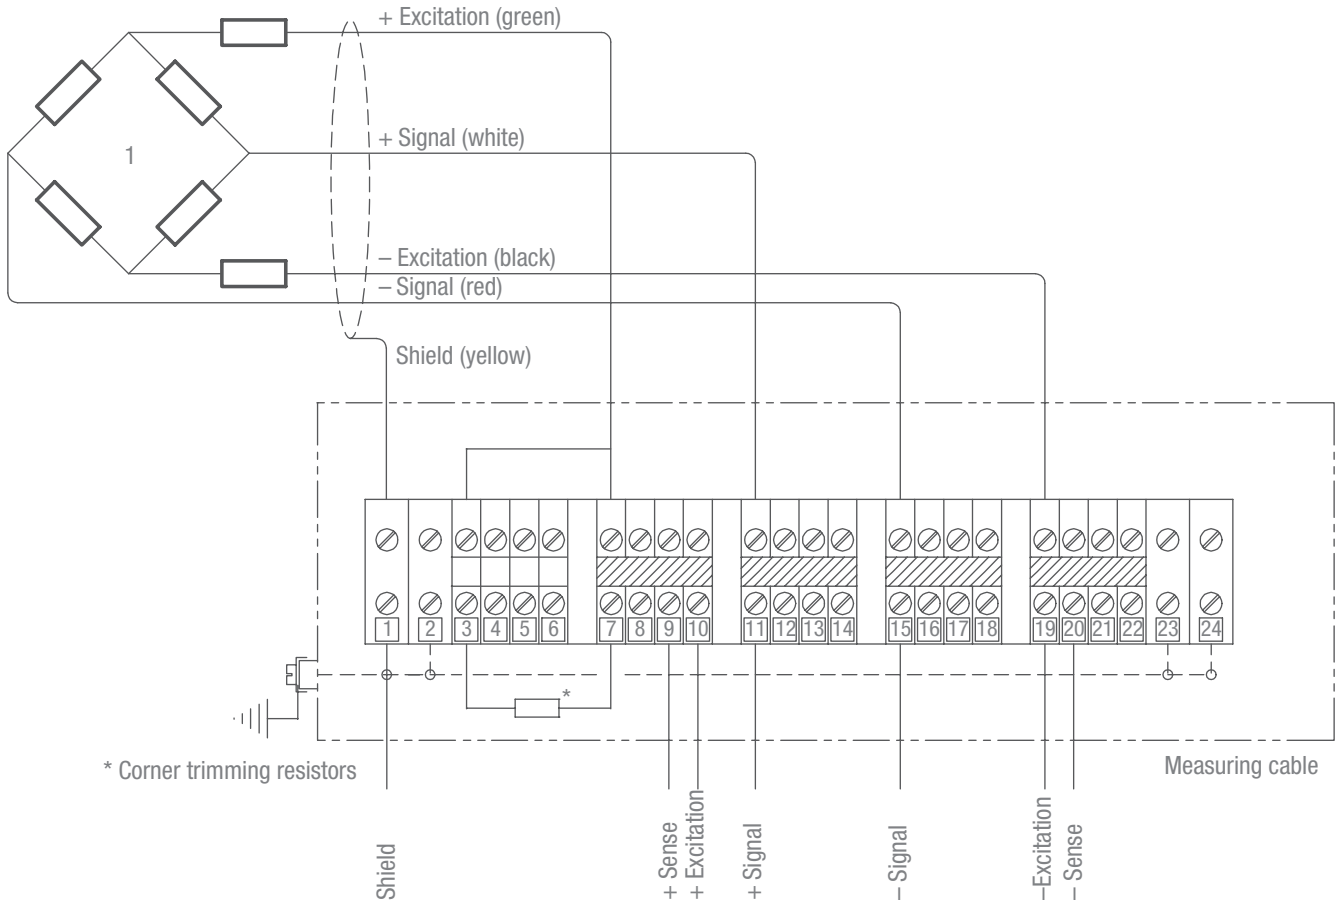 + Excitation (green)
1
+ Signal (white)
– Excitation (black)
– Signal (red)
Shield (yellow)
1 2 3 4 5 6 7 8 9 10 11 12 13 14 15 16 17 18 19 20 21 22 23 24
*
* Corner trimming resistors
Measuring cable
Shield
+ Sense
+ Excitation
+ Signal
– Signal
–Excitation
– Sense